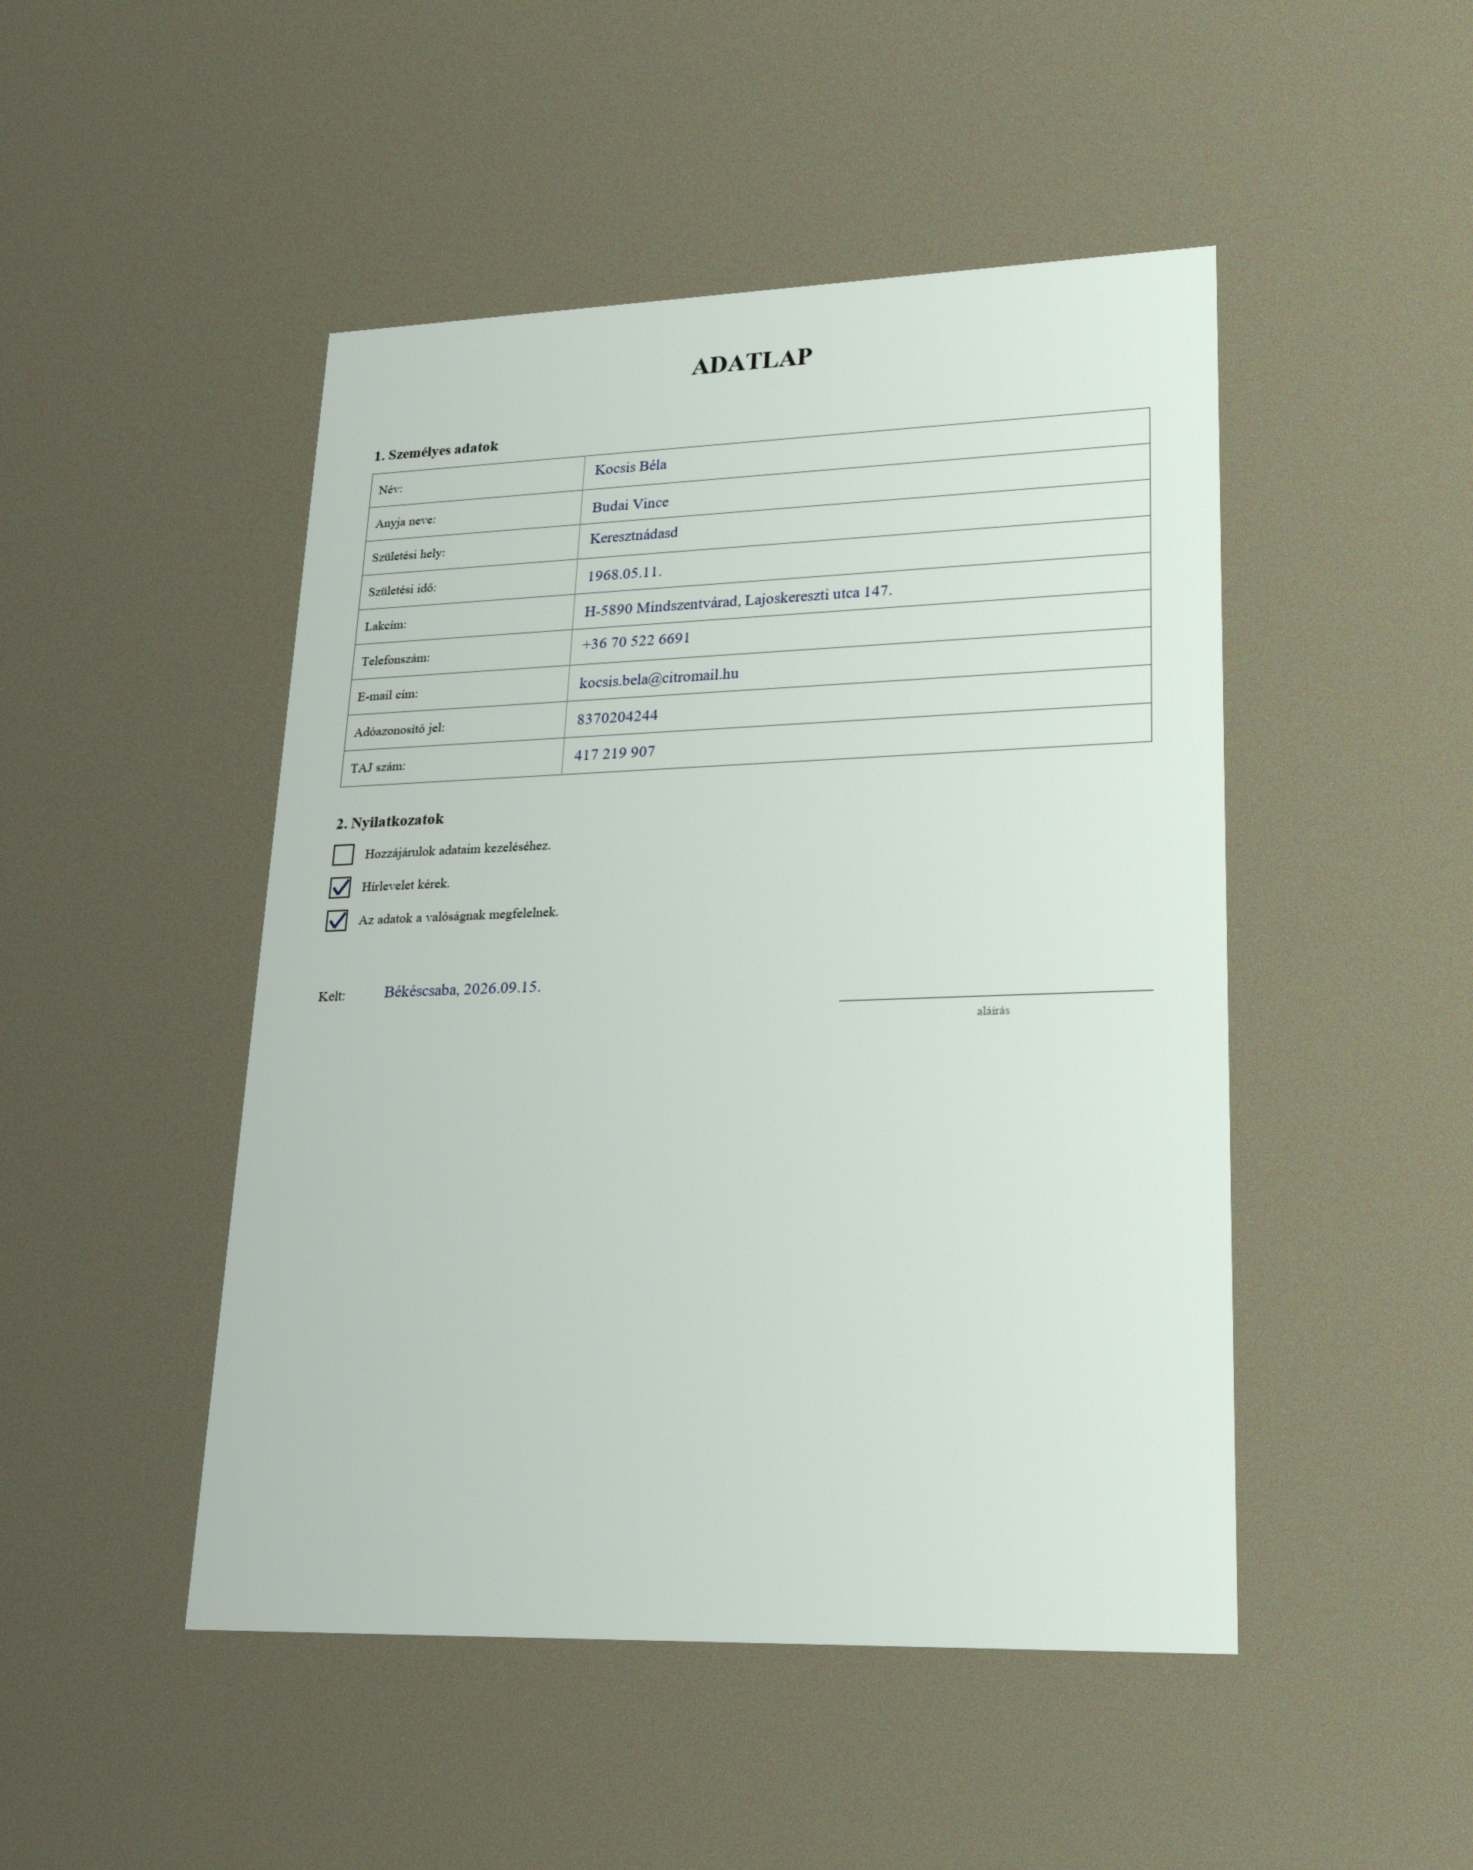 ADATLAP
1. Személyes adatok
Név: Kocsis Béla
Anyja neve: Budai Vince
Születési hely: Keresztnádasd
Születési idő: 1968.05.11.
Lakcím: H-5890 Mindszentvárad, Lajoskereszti utca 147.
Telefonszám: +36 70 522 6691
E-mail cím: kocsis.bela@citromail.hu
Adóazonosító jel: 8370204244
TAJ szám: 417 219 907
2. Nyilatkozatok
Hozzájárulok adataim kezeléséhez.
Hírlevelet kérek.
Az adatok a valóságnak megfelelnek.
Kelt: Békéscsaba, 2026.09.15.
aláírás